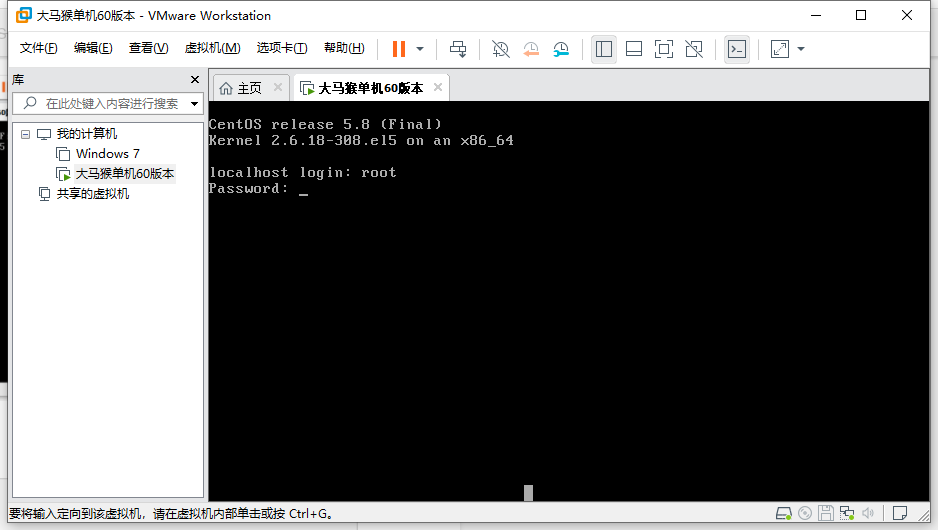 大马猴单机60版本 - VMware Workstation
文件(F) 编辑(E) 查看(V) 虚拟机(M) 选项卡(T) 帮助(H)
库
主页
大马猴单机60版本
在此处键入内容进行搜索
我的计算机
Windows 7
大马猴单机60版本
共享的虚拟机
CentOS release 5.8 (Final)
Kernel 2.6.18-308.el5 on an x86_64
localhost login: root
Password: _
要将输入定向到该虚拟机，请在虚拟机内部单击或按 Ctrl+G。